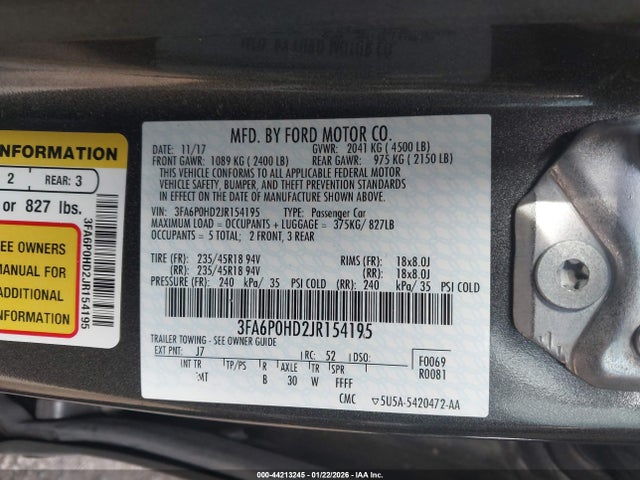 INFORMATION
2 REAR: 3
or 827 lbs.
SEE OWNERS
MANUAL FOR
ADDITIONAL
INFORMATION
3FA6P0HD2JR154195
MFD. BY FORD MOTOR CO.
DATE: 11/17 GVWR: 2041 KG ( 4500 LB)
FRONT GAWR: 1089 KG ( 2400 LB) REAR GAWR: 975 KG ( 2150 LB)
THIS VEHICLE CONFORMS TO ALL APPLICABLE FEDERAL MOTOR
VEHICLE SAFETY, BUMPER, AND THEFT PREVENTION STANDARDS
IN EFFECT ON THE DATE OF MANUFACTURE SHOWN ABOVE.
VIN: 3FA6P0HD2JR154195 TYPE: Passenger Car
MAXIMUM LOAD = OCCUPANTS + LUGGAGE = 375KG/ 827LB
OCCUPANTS = 5 TOTAL; 2 FRONT, 3 REAR
TIRE (FR): 235/45R18 94V RIMS (FR): 18x8.0J
(RR): 235/45R18 94V (RR): 18x8.0J
PRESSURE (FR): 240 kPa/ 35 PSI COLD (RR): 240 kPa/ 35 PSI COLD
3FA6P0HD2JR154195
TRAILER TOWING - SEE OWNER GUIDE
EXT PNT: J7 RC: 52 DSO: F0069
INT TR TP/PS R AXLE TR SPR R0081
MT B 30 W FFFF
CMC 5U5A-5420472-AA
000-44213245 - 01/22/2026 - IAA Inc.